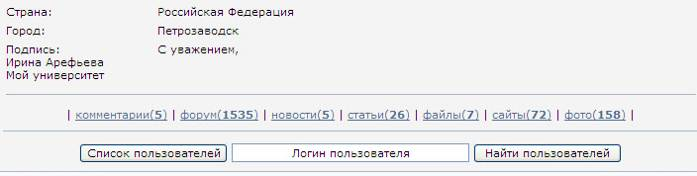 Страна: Российская Федерация
Город: Петрозаводск
Подпись: С уважением,
Ирина Арефьева
Мой университет
| комментарии(5) | форум(1535) | новости(5) | статьи(26) | файлы(7) | сайты(72) | фото(158) |
Список пользователей Логин пользователя Найти пользователей